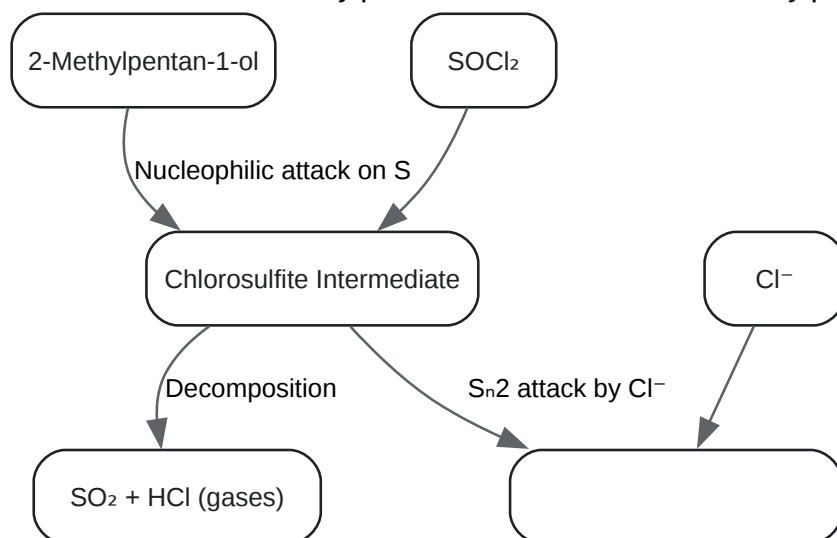 2-Methylpentan-1-ol
SOCl₂
Nucleophilic attack on S
Chlorosulfite Intermediate
Cl⁻
Decomposition
Sₙ2 attack by Cl⁻
SO₂ + HCl (gases)